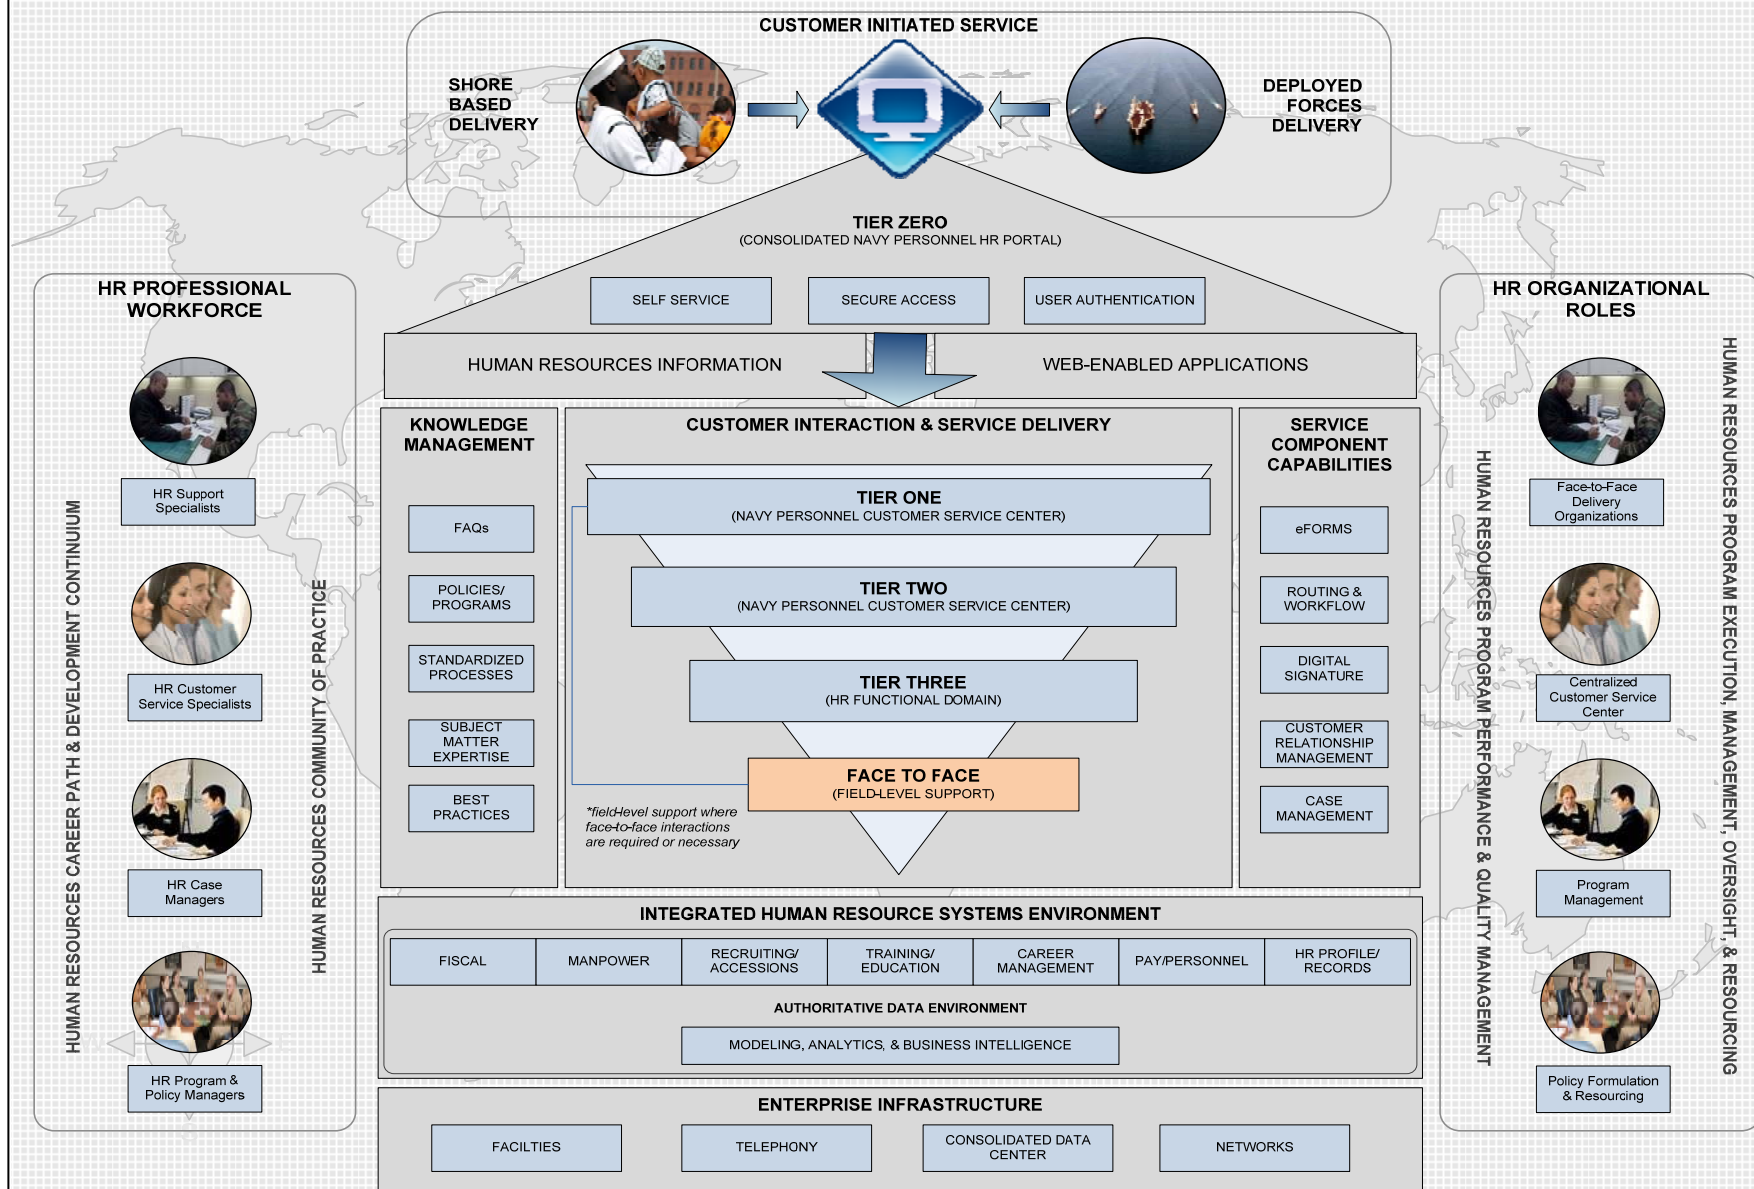 CUSTOMER INITIATED SERVICE
SHORE
BASED
DELIVERY
DEPLOYED
FORCES
DELIVERY
TIER ZERO
(CONSOLIDATED NAVY PERSONNEL HR PORTAL)
SELF SERVICE
SECURE ACCESS
USER AUTHENTICATION
HUMAN RESOURCES INFORMATION
WEB-ENABLED APPLICATIONS
HR PROFESSIONAL
WORKFORCE
HR Support
Specialists
HR Customer
Service Specialists
HR Case
Managers
HR Program &
Policy Managers
HUMAN RESOURCES CAREER PATH & DEVELOPMENT CONTINUIUM
HUMAN RESOURCES COMMUNITY OF PRACTICE
KNOWLEDGE
MANAGEMENT
FAQs
POLICIES/
PROGRAMS
STANDARDIZED
PROCESSES
SUBJECT
MATTER
EXPERTISE
BEST
PRACTICES
CUSTOMER INTERACTION & SERVICE DELIVERY
TIER ONE
(NAVY PERSONNEL CUSTOMER SERVICE CENTER)
TIER TWO
(NAVY PERSONNEL CUSTOMER SERVICE CENTER)
TIER THREE
(HR FUNCTIONAL DOMAIN)
FACE TO FACE
(FIELD-LEVEL SUPPORT)
*field-level support where
face-to-face interactions
are required or necessary
SERVICE
COMPONENT
CAPABILITIES
eFORMS
ROUTING &
WORKFLOW
DIGITAL
SIGNATURE
CUSTOMER
RELATIONSHIP
MANAGEMENT
CASE
MANAGEMENT
HR ORGANIZATIONAL
ROLES
Face-to-Face
Delivery
Organizations
Centralized
Customer Service
Center
Program
Management
Policy Formulation
& Resourcing
HUMAN RESOURCES PROGRAM PERFORMANCE & QUALITY MANAGEMENT
HUMAN RESOURCES PROGRAM EXECUTION, MANAGEMENT, OVERSIGHT, & RESOURCING
INTEGRATED HUMAN RESOURCE SYSTEMS ENVIRONMENT
FISCAL
MANPOWER
RECRUITING/
ACCESSIONS
TRAINING/
EDUCATION
CAREER
MANAGEMENT
PAY/PERSONNEL
HR PROFILE/
RECORDS
AUTHORITATIVE DATA ENVIRONMENT
MODELING, ANALYTICS, & BUSINESS INTELLIGENCE
ENTERPRISE INFRASTRUCTURE
FACILTIES
TELEPHONY
CONSOLIDATED DATA
CENTER
NETWORKS